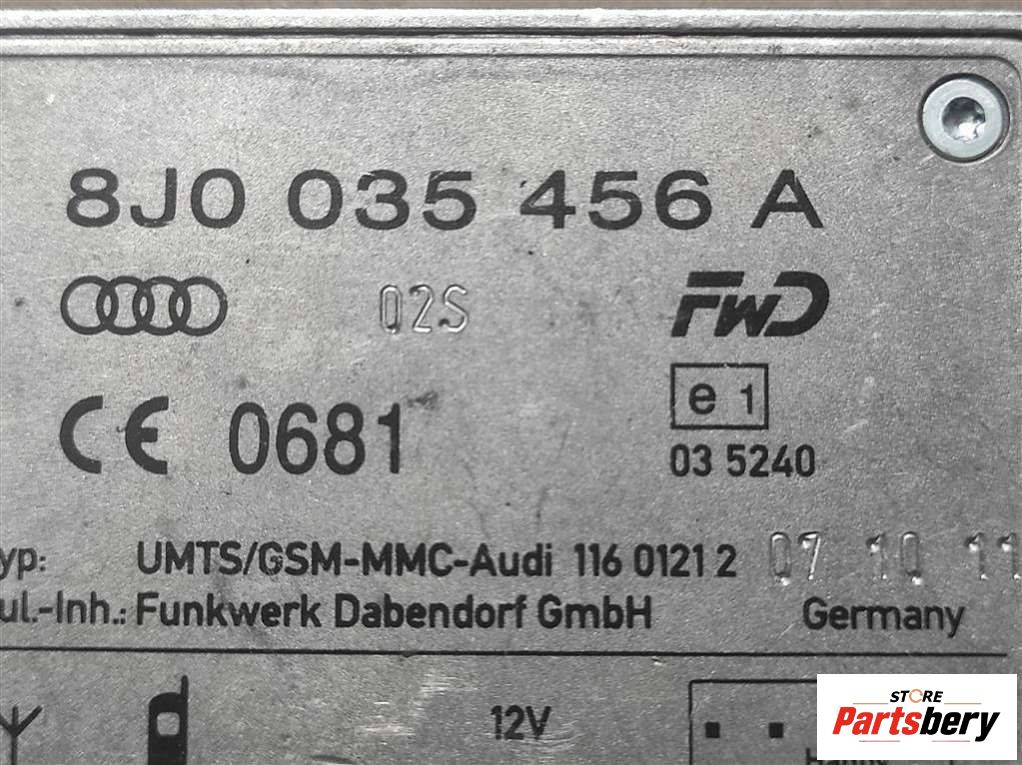 8J0 035 456 A
02S FWD
CE 0681
e 1
03 5240
yp: UMTS/GSM-MMC-Audi 116 0121 2 07 10 11
ul.-Inh.: Funkwerk Dabendorf GmbH Germany
12V
STORE
Partsbery